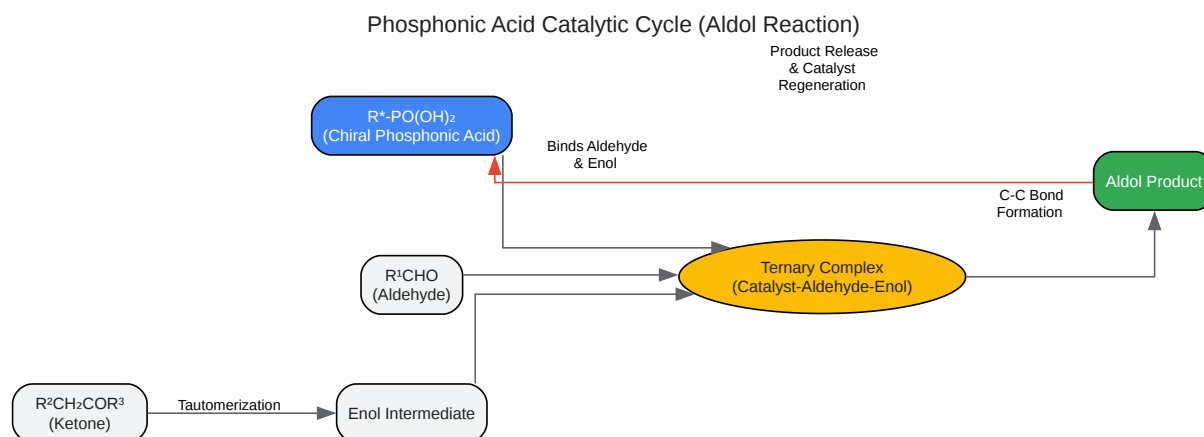 Phosphonic Acid Catalytic Cycle (Aldol Reaction)
Product Release
& Catalyst
Regeneration
R*-PO(OH)₂
(Chiral Phosphonic Acid)
Binds Aldehyde
& Enol
Aldol Product
C-C Bond
Formation
R¹CHO
(Aldehyde)
Ternary Complex
(Catalyst-Aldehyde-Enol)
R²CH₂COR³
(Ketone)
Tautomerization
Enol Intermediate